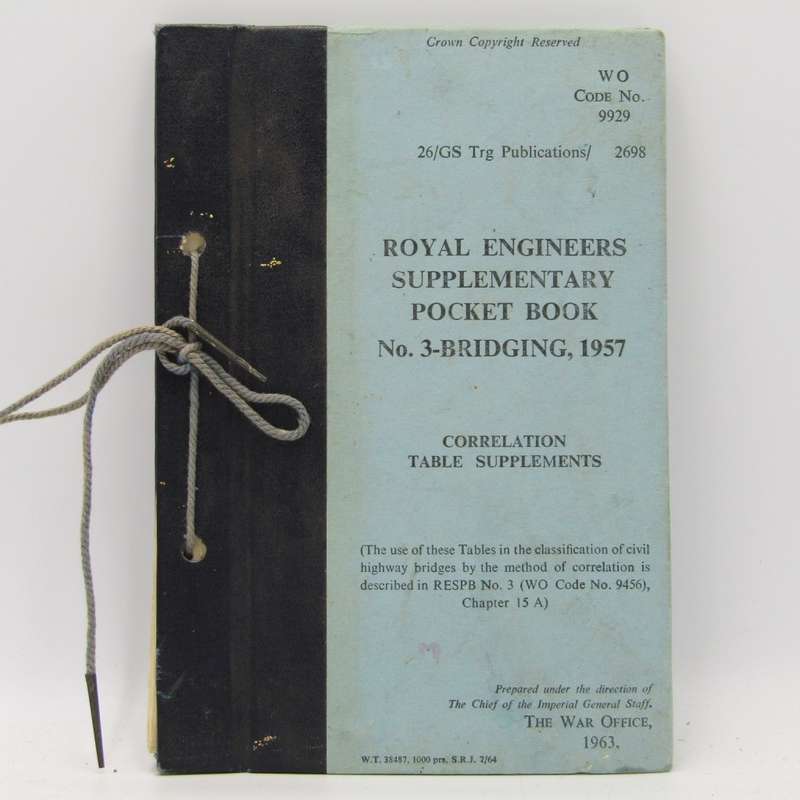 Crown Copyright Reserved
WO
CODE No.
9929
26/GS Trg Publications/ 2698
ROYAL ENGINEERS
SUPPLEMENTARY
POCKET BOOK
No. 3-BRIDGING, 1957
CORRELATION
TABLE SUPPLEMENTS
(The use of these Tables in the classification of civil
highway bridges by the method of correlation is
described in RESPB No. 3 (WO Code No. 9456),
Chapter 15 A)
Prepared under the direction of
The Chief of the Imperial General Staff.
THE WAR OFFICE,
1963.
W.T. 38487, 1000 prs. S.R.J. 2/64